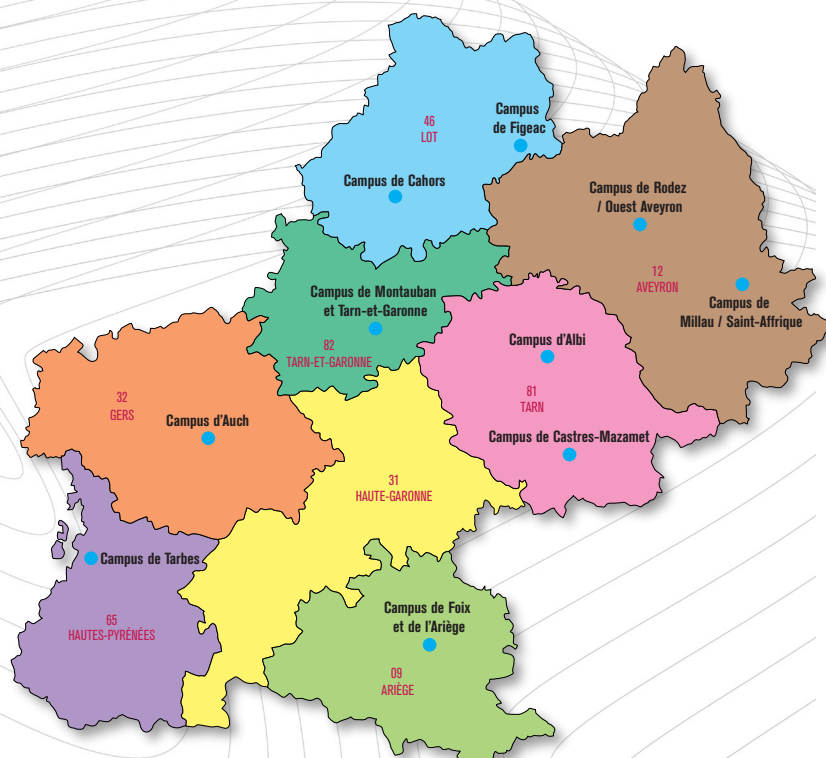 Campus
de Figeac
46
LOT
Campus de Cahors
Campus de Rodez
/ Ouest Aveyron
12
AVEYRON
Campus de
Millau / Saint-Affrique
Campus de Montauban
et Tarn-et-Garonne
82
TARN-ET-GARONNE
Campus d'Albi
81
TARN
Campus de Castres-Mazamet
32
GERS
Campus d'Auch
31
HAUTE-GARONNE
Campus de Tarbes
65
HAUTES-PYRÉNÉES
Campus de Foix
et de l'Ariège
09
ARIÈGE